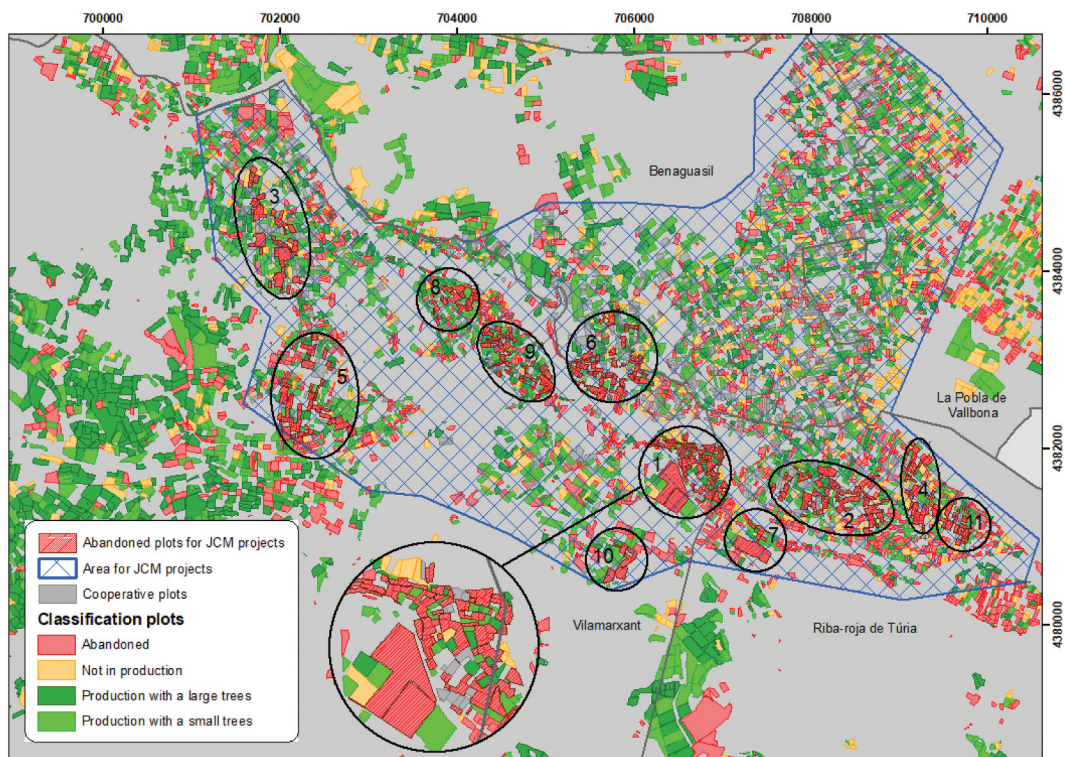 700000
702000
704000
706000
708000
710000
4386000
4384000
4382000
4380000
Benaguasil
La Pobla de
Vallbona
Vilamarxant
Riba-roja de Túria
3
8
9
6
5
1
2
4
11
7
10
Abandoned plots for JCM projects
Area for JCM projects
Cooperative plots
Classification plots
Abandoned
Not in production
Production with a large trees
Production with a small trees